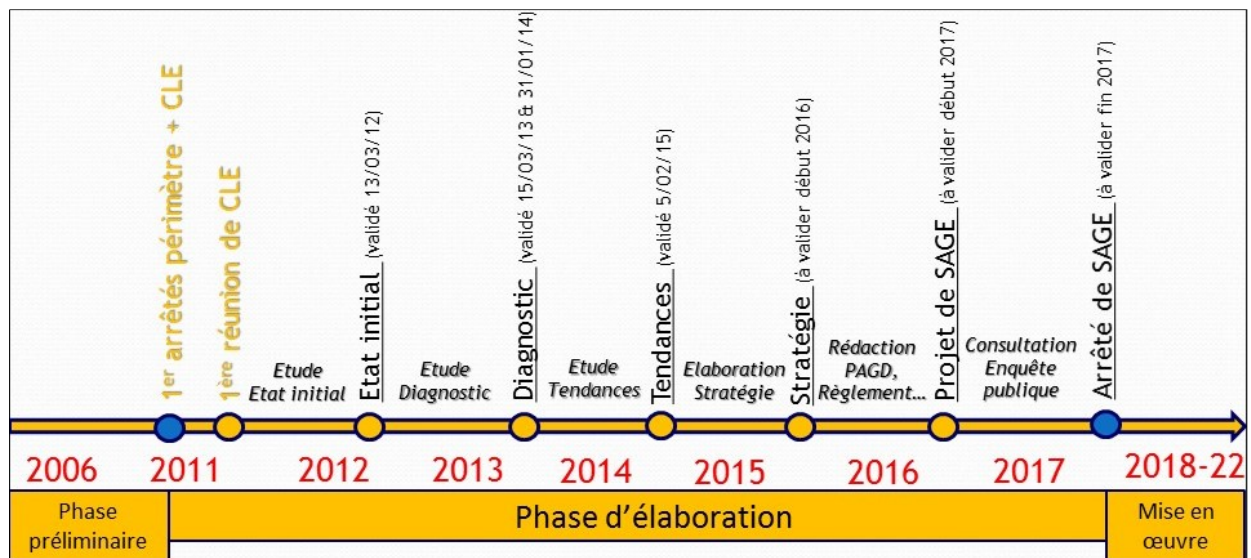 1er arrêtés périmètre + CLE
1ère réunion de CLE
Etat initial (validé 13/03/12)
Diagnostic (validé 15/03/13 & 31/01/14)
Tendances (validé 5/02/15)
Stratégie (à valider début 2016)
Projet de SAGE (à valider début 2017)
Arrêté de SAGE (à valider fin 2017)
Etude
Etat initial
Etude
Diagnostic
Etude
Tendances
Elaboration
Stratégie
Rédaction
PAGD,
Règlement...
Consultation
Enquête
publique
2006 2011 2012 2013 2014 2015 2016 2017 2018-22
Phase
préliminaire
Phase d'élaboration
Mise en
œuvre